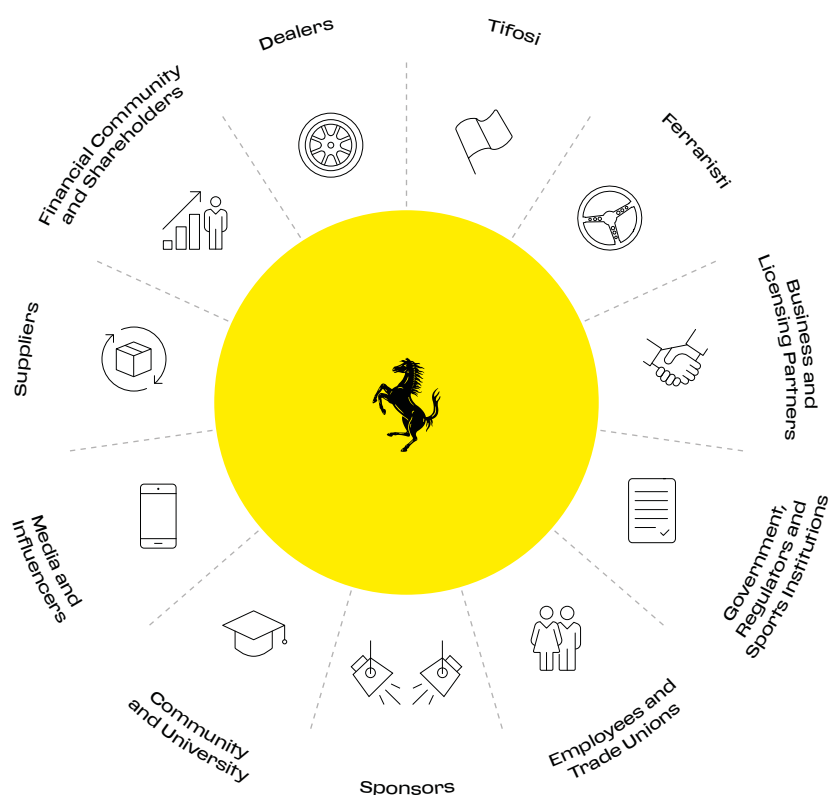 Dealers
Tifosi
Ferraristi
Business and
Licensing Partners
Government,
Regulators and
Sports Institutions
Employees and
Trade Unions
Sponsors
Community
and University
Media and
Influencers
Suppliers
Financial Community
and Shareholders